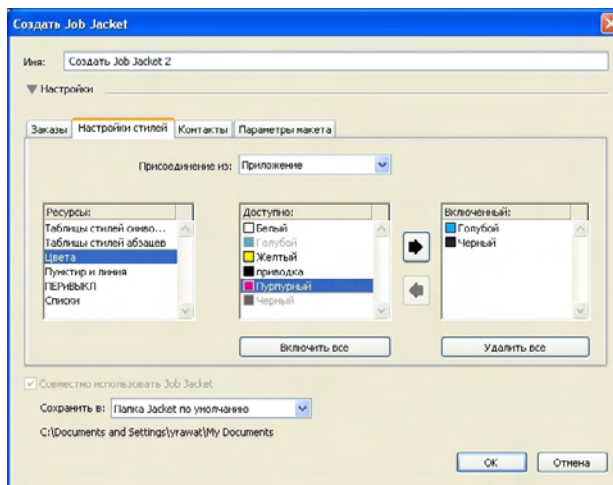 Создать Job Jacket
Имя: Создать Job Jacket 2
Настройки
Заказы Настройки стилей Контакты Параметры макета
Присоединение из: Приложение
Ресурсы: Доступно: Включенный:
Таблицы стилей симво... Белый Голубой
Таблицы стилей абзацев Голубой Черный
Цвета Желтый
Пунктир и линия приводка
ПЕРиВЫКЛ Пурпурный
Списки Черный
Включить все Удалить все
Совместно использовать Job Jacket
Сохранить в: Папка Jacket по умолчанию
C:\Documents and Settings\yrawat\My Documents
OK Отмена